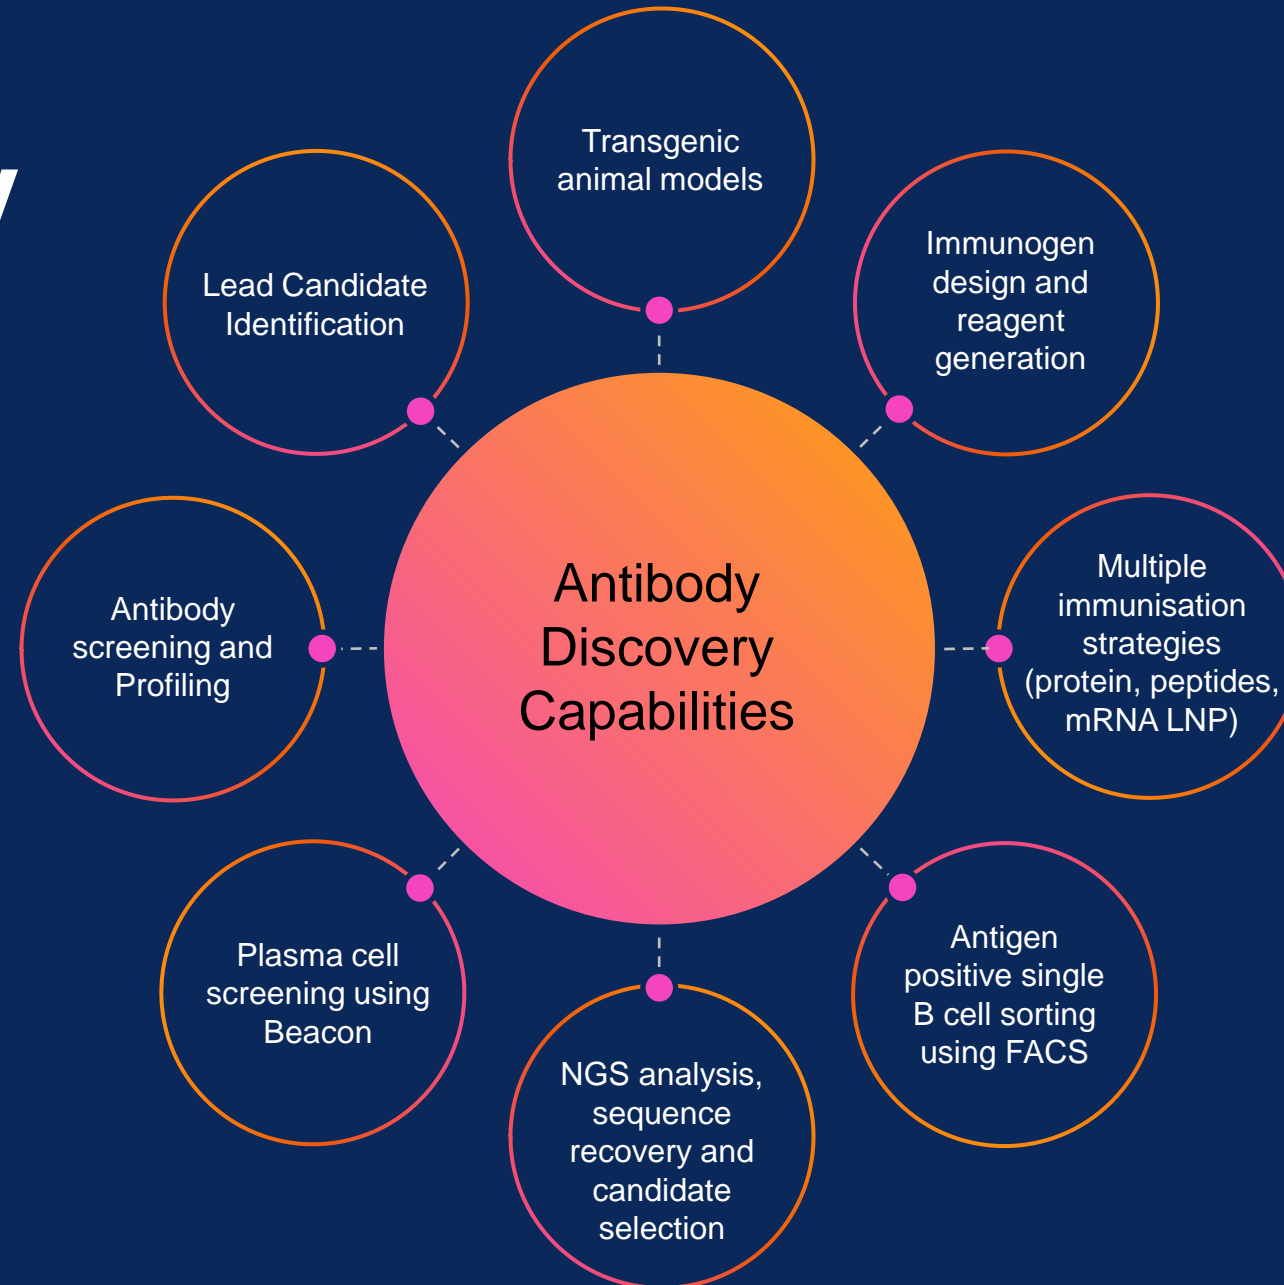 Transgenic
animal models
Immunogen
design and
reagent
generation
Multiple
immunisation
strategies
(protein, peptides,
mRNA LNP)
Antigen
positive single
B cell sorting
using FACS
NGS analysis,
sequence
recovery and
candidate
selection
Plasma cell
screening using
Beacon
Antibody
screening and
Profiling
Lead Candidate
Identification
Antibody
Discovery
Capabilities